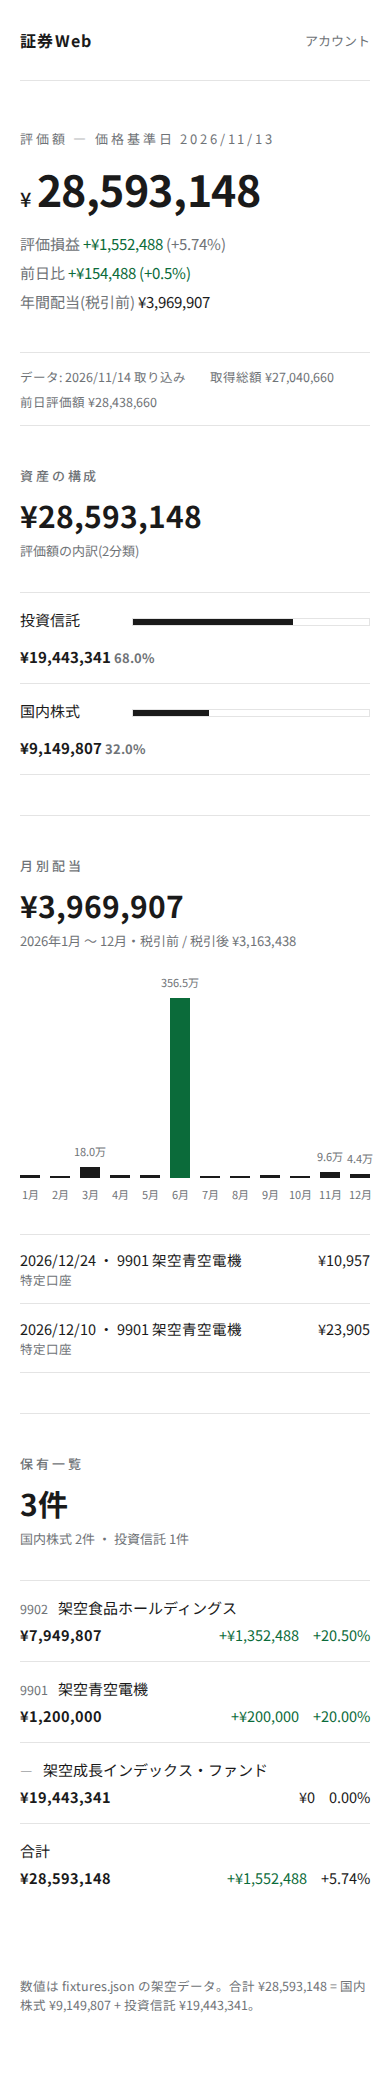 証券Web アカウント
評価額 — 価格基準日 2026/11/13
¥ 28,593,148
評価損益 +¥1,552,488 (+5.74%)
前日比 +¥154,488 (+0.5%)
年間配当(税引前) ¥3,969,907
データ: 2026/11/14 取り込み 取得総額 ¥27,040,660
前日評価額 ¥28,438,660
資産の構成
¥28,593,148
評価額の内訳(2分類)
投資信託
¥19,443,341 68.0%
国内株式
¥9,149,807 32.0%
月別配当
¥3,969,907
2026年1月 〜 12月・税引前 / 税引後 ¥3,163,438
356.5万
18.0万 9.6万 4.4万
1月 2月 3月 4月 5月 6月 7月 8月 9月 10月 11月 12月
2026/12/24 ・ 9901 架空青空電機 ¥10,957
特定口座
2026/12/10 ・ 9901 架空青空電機 ¥23,905
特定口座
保有一覧
3件
国内株式 2件 ・ 投資信託 1件
9902 架空食品ホールディングス
¥7,949,807 +¥1,352,488 +20.50%
9901 架空青空電機
¥1,200,000 +¥200,000 +20.00%
— 架空成長インデックス・ファンド
¥19,443,341 ¥0 0.00%
合計
¥28,593,148 +¥1,552,488 +5.74%
数値は fixtures.json の架空データ。合計 ¥28,593,148 = 国内
株式 ¥9,149,807 + 投資信託 ¥19,443,341。